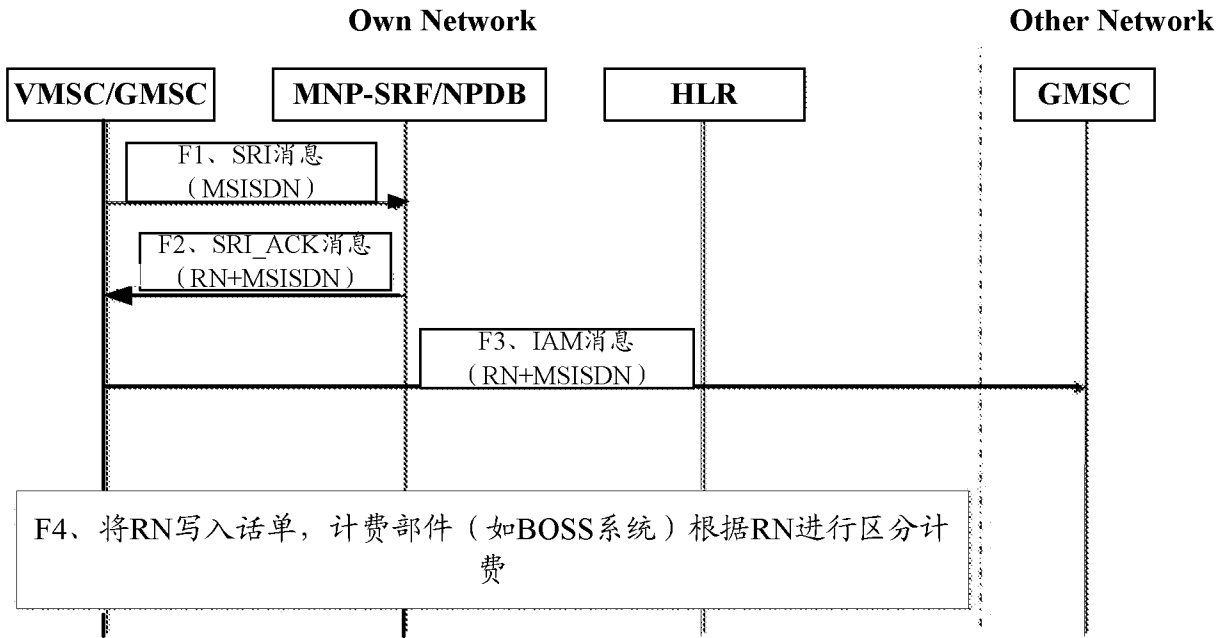 Own Network
Other Network
VMSC/GMSC
MNP-SRF/NPDB
HLR
GMSC
F1、SRI消息
（MSISDN）
F2、SRI_ACK消息
（RN+MSISDN）
F3、IAM消息
（RN+MSISDN）
F4、将RN写入话单，计费部件（如BOSS系统）根据RN进行区分计
费